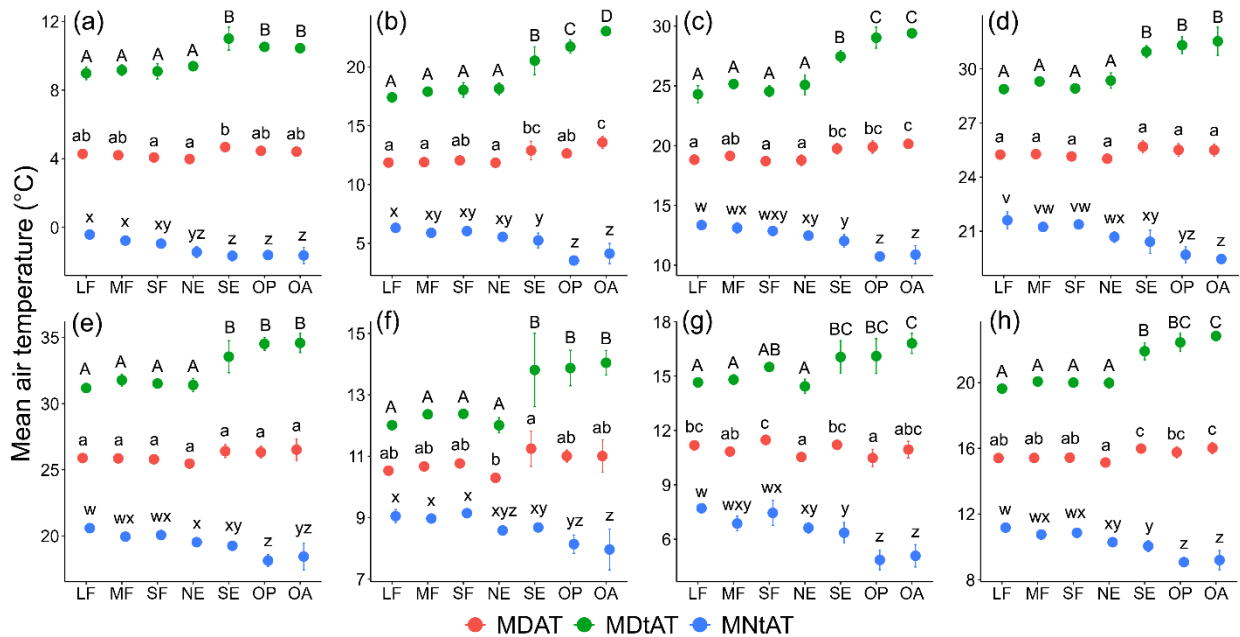 Mean air temperature (°C)
(a)
12
8
4
0
A A A A B B B
ab ab a a b ab ab
x x xy yz z z z
LF MF SF NE SE OP OA
(b)
20
15
10
5
A A A A B C D
a a ab a bc ab c
x xy xy xy y z z
LF MF SF NE SE OP OA
(c)
30
25
20
15
10
A A A A B C C
a ab a a bc bc c
w wx wxy xy y z z
LF MF SF NE SE OP OA
(d)
31
26
21
A A A A B B B
a a a a a a a
v vw vw wx xy yz z
LF MF SF NE SE OP OA
(e)
35
30
25
20
A A A A B B B
a a a a a a a
w wx wx x xy z yz
LF MF SF NE SE OP OA
(f)
15
13
11
9
7
A A A A B B B
ab ab ab b a ab ab
x x x xyz xy yz z
LF MF SF NE SE OP OA
(g)
18
15
12
9
6
A A AB A BC BC C
bc ab c a c a abc
w wxy wx xy y z z
LF MF SF NE SE OP OA
(h)
20
16
12
8
A A A A B BC C
ab ab ab a c bc c
w wx wx xy y z z
LF MF SF NE SE OP OA
MDAT MDtAT MNtAT